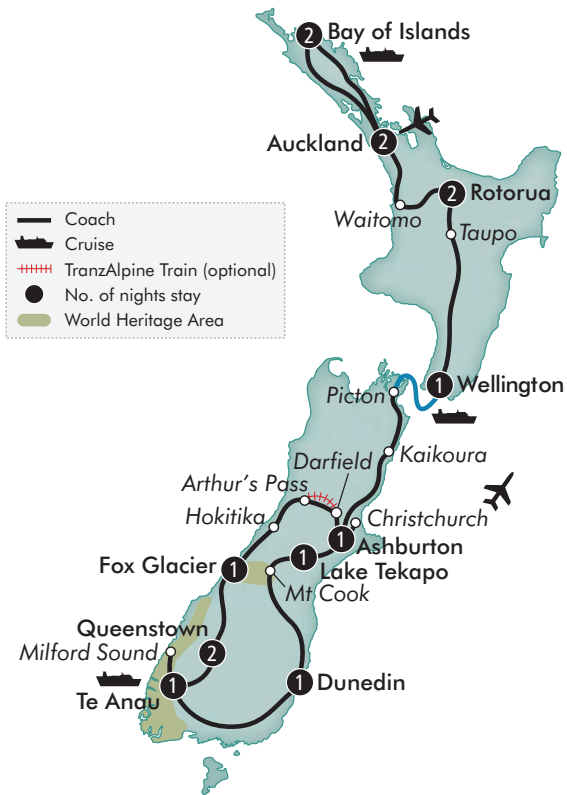 2
Bay of Islands
Auckland
2
2
Rotorua
Waitomo
Taupo
Coach
Cruise
TranzAlpine Train (optional)
No. of nights stay
World Heritage Area
1
Wellington
Picton
Kaikoura
Darfield
Arthur's Pass
Hokitika
Christchurch
1
Ashburton
Fox Glacier
1
1
Lake Tekapo
Mt Cook
Queenstown
2
Milford Sound
1
Te Anau
1
Dunedin